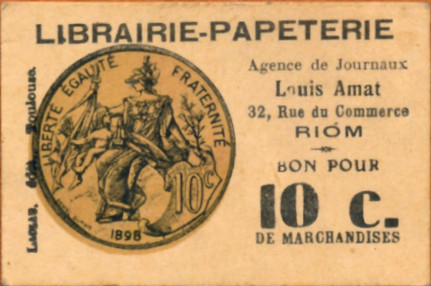 LIBRAIRIE-PAPETERIE
LIBERTÉ ÉGALITÉ FRATERNITÉ
10c
1898
Agence de Journaux
Louis Amat
32, Rue du Commerce
RIOM
BON POUR
10 c.
DE MARCHANDISES
Toulouse.